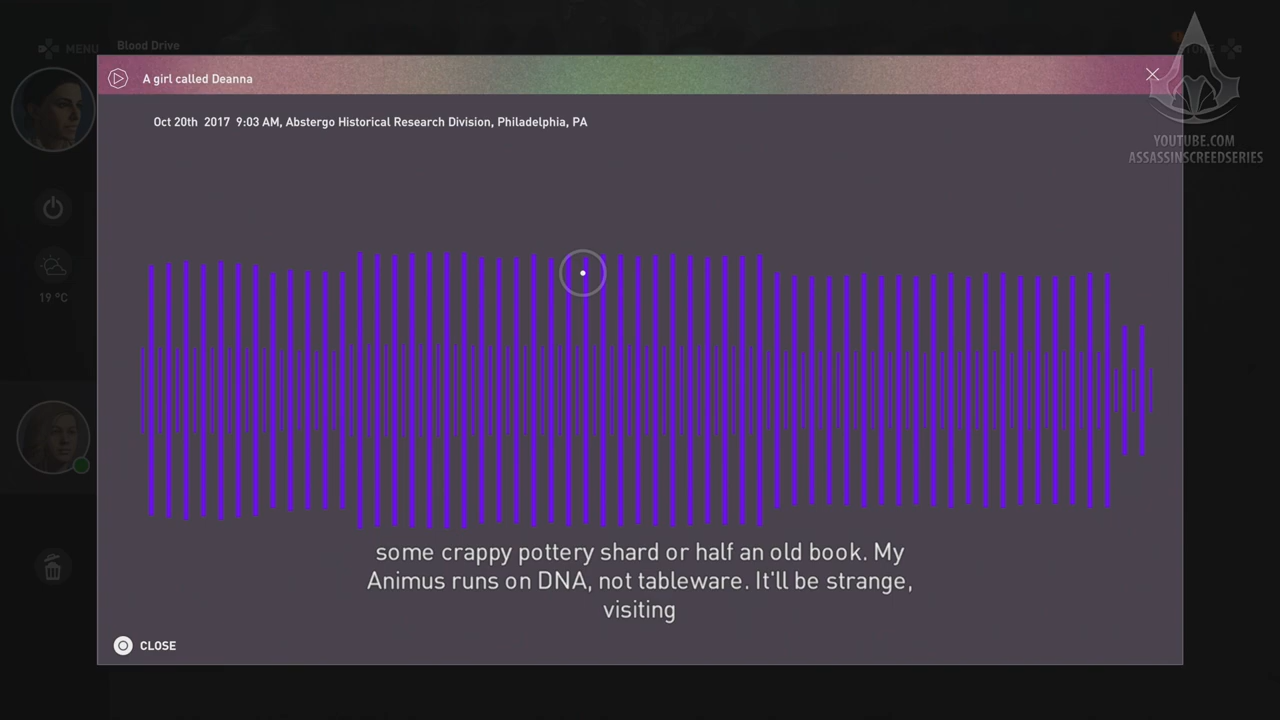 MENU
Blood Drive
A girl called Deanna
Oct 20th 2017 9:03 AM, Abstergo Historical Research Division, Philadelphia, PA
YOUTUBE.COM
ASSASSINSCREEDSERIES
19 °C
some crappy pottery shard or half an old book. My
Animus runs on DNA, not tableware. It'll be strange,
visiting
CLOSE